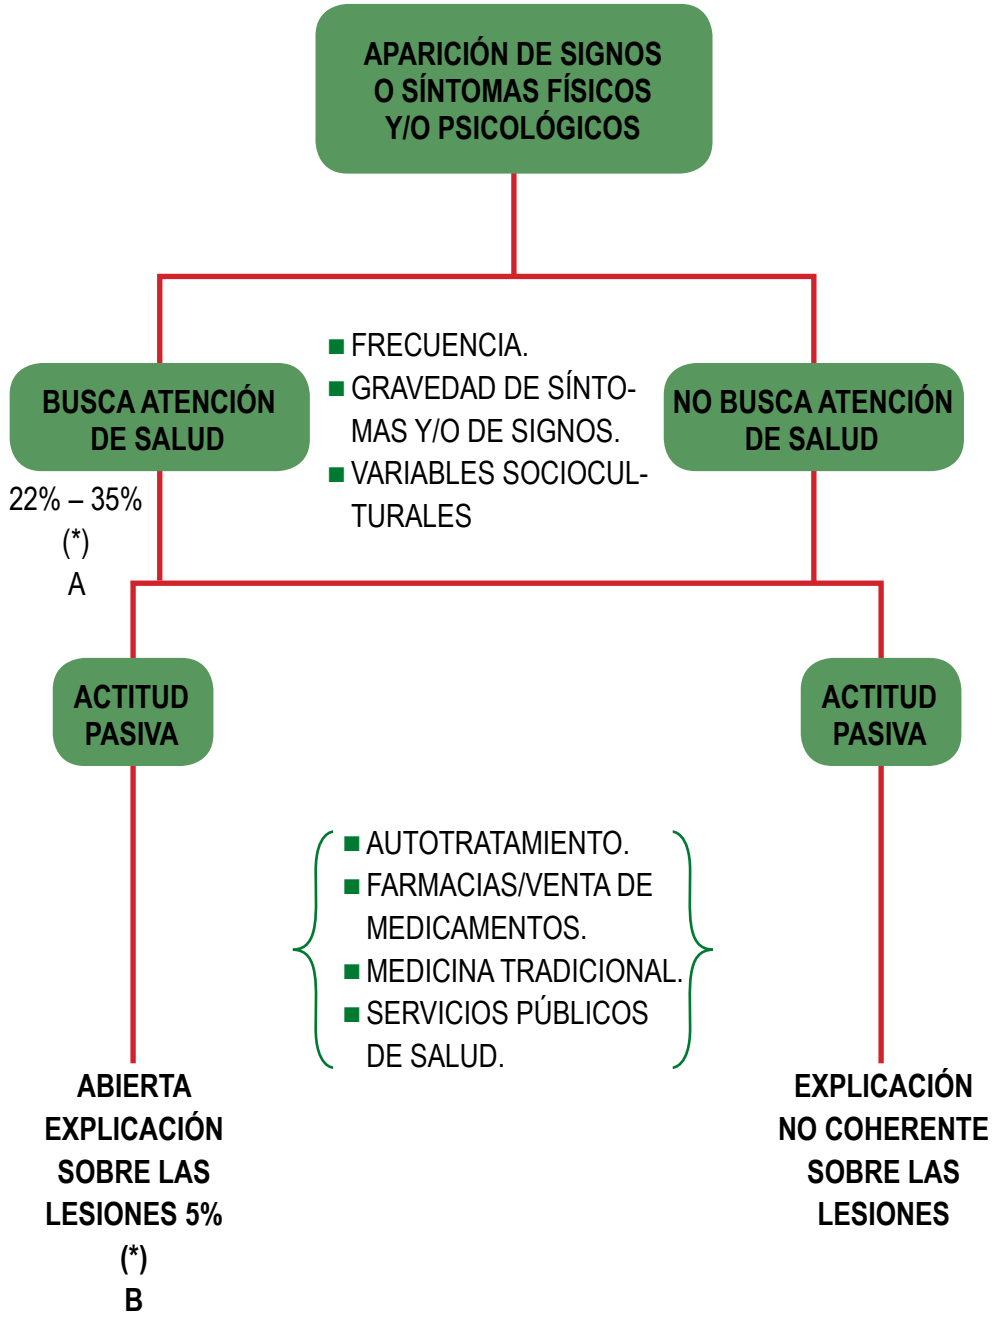 APARICIÓN DE SIGNOS
O SÍNTOMAS FÍSICOS
Y/O PSICOLÓGICOS
BUSCA ATENCIÓN
DE SALUD
22% – 35%
(*)
A
■ FRECUENCIA.
■ GRAVEDAD DE SÍNTO-
MAS Y/O DE SIGNOS.
■ VARIABLES SOCIOCUL-
TURALES
NO BUSCA ATENCIÓN
DE SALUD
ACTITUD
PASIVA
ACTITUD
PASIVA
■ AUTOTRATAMIENTO.
■ FARMACIAS/VENTA DE
MEDICAMENTOS.
■ MEDICINA TRADICIONAL.
■ SERVICIOS PÚBLICOS
DE SALUD.
ABIERTA
EXPLICACIÓN
SOBRE LAS
LESIONES 5%
(*)
B
EXPLICACIÓN
NO COHERENTE
SOBRE LAS
LESIONES